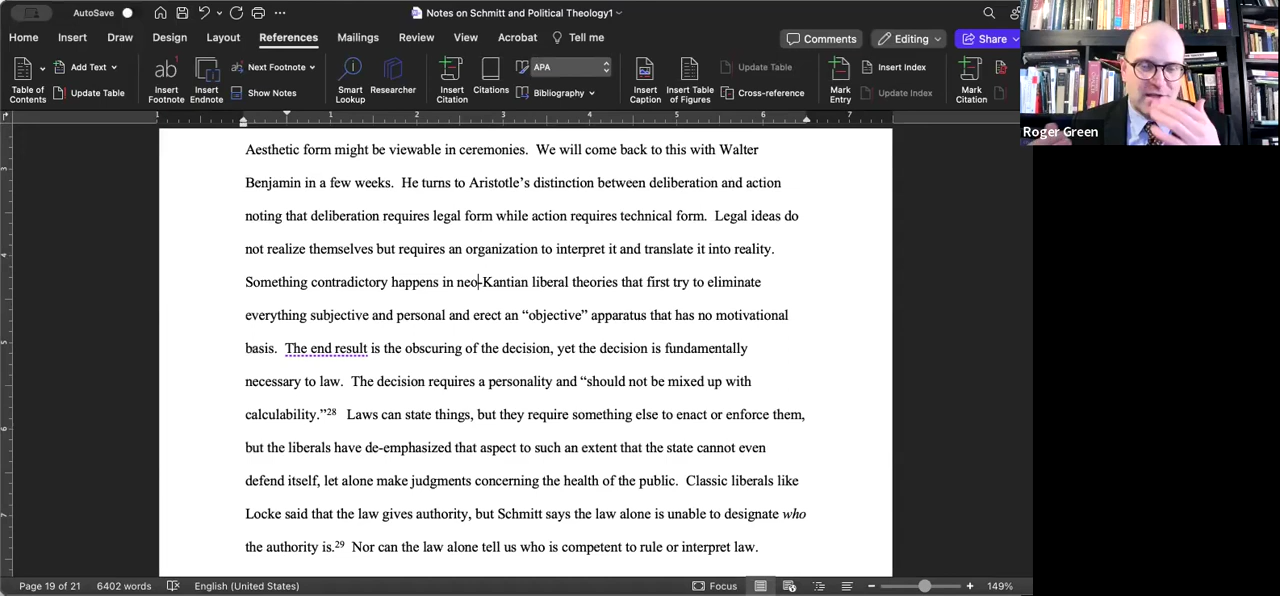 AutoSave
Notes on Schmitt and Political Theology1
Home Insert Draw Design Layout References Mailings Review View Acrobat Tell me Comments Editing Share
Table of Contents
Add Text
Update Table
ab Insert Footnote
Insert Endnote
ab Next Footnote
Show Notes
Smart Lookup
Researcher
Insert Citation
Citations
APA
Bibliography
Insert Caption
Insert Table of Figures
Update Table
Cross-reference
Mark Entry
Insert Index
Update Index
Mark Citation
Roger Green
1 1 2 3 4 5 6 7
Aesthetic form might be viewable in ceremonies.  We will come back to this with Walter
Benjamin in a few weeks.  He turns to Aristotle’s distinction between deliberation and action
noting that deliberation requires legal form while action requires technical form.  Legal ideas do
not realize themselves but requires an organization to interpret it and translate it into reality.
Something contradictory happens in neo-Kantian liberal theories that first try to eliminate
everything subjective and personal and erect an “objective” apparatus that has no motivational
basis.  The end result is the obscuring of the decision, yet the decision is fundamentally
necessary to law.  The decision requires a personality and “should not be mixed up with
calculability.”28  Laws can state things, but they require something else to enact or enforce them,
but the liberals have de-emphasized that aspect to such an extent that the state cannot even
defend itself, let alone make judgments concerning the health of the public.  Classic liberals like
Locke said that the law gives authority, but Schmitt says the law alone is unable to designate who
the authority is.29  Nor can the law alone tell us who is competent to rule or interpret law.
Page 19 of 21 6402 words English (United States) Focus 149%